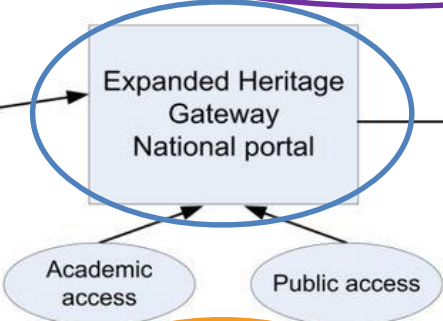 Expanded Heritage
Gateway
National portal
Academic
access
Public access